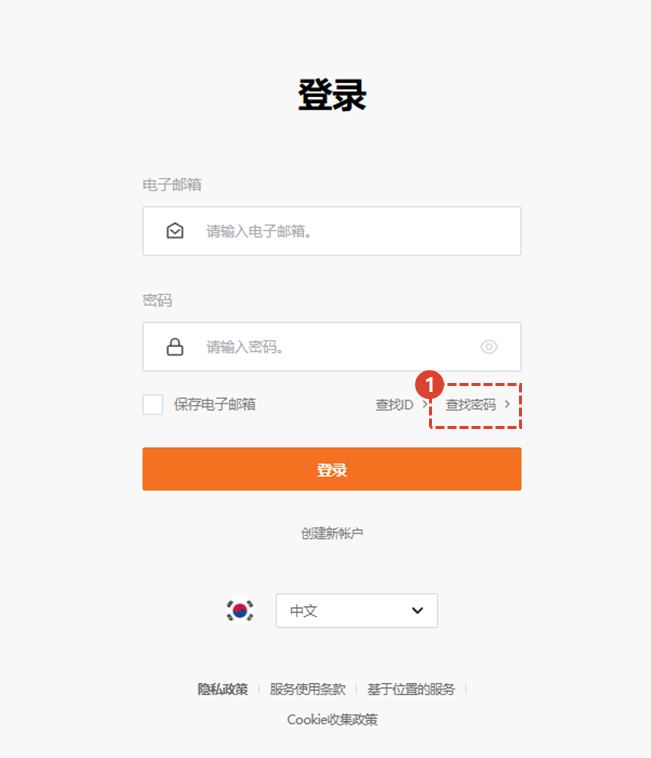 登录
电子邮箱
请输入电子邮箱。
密码
请输入密码。
1
保存电子邮箱 查找ID 查找密码
登录
创建新帐户
中文
隐私政策 服务使用条款 基于位置的服务
Cookie收集政策